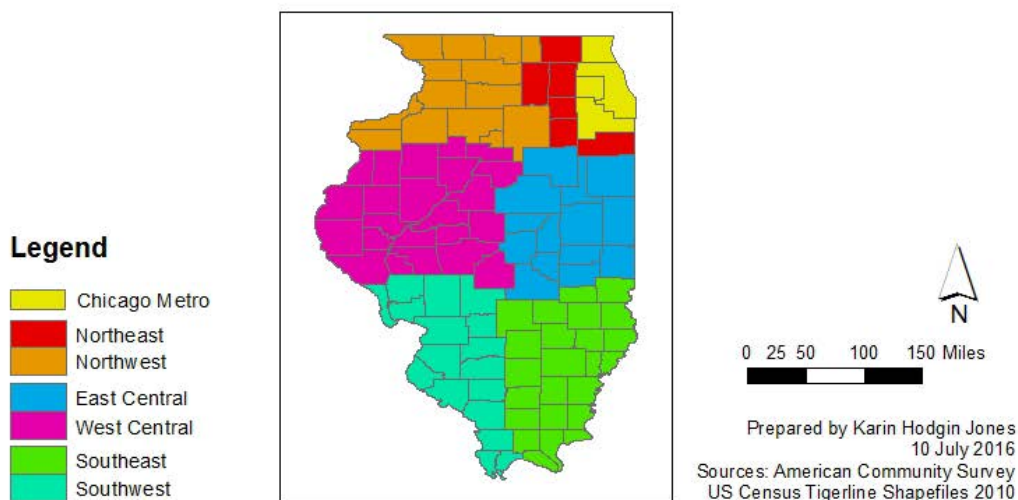 Legend
Chicago Metro
Northeast
Northwest
East Central
West Central
Southeast
Southwest
N
0 25 50 100 150 Miles
Prepared by Karin Hodgin Jones
10 July 2016
Sources: American Community Survey
US Census Tigerline Shapefiles 2010